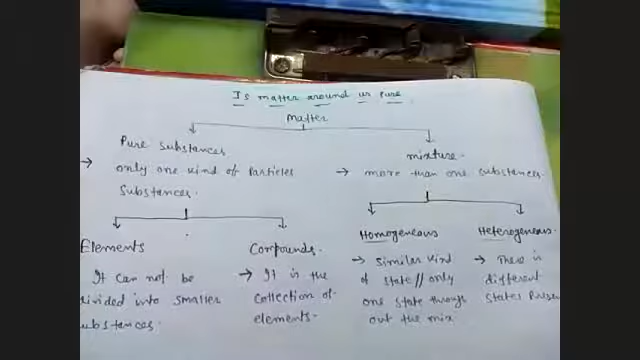 Is matter around us Pure.
Matter
Pure Substances
→ only one kind of Particles
Substances.
mixture.
→ more than one substances.
Elements
It can not be
divided into smaller
substances.
Compounds.
→ It is the
collection of
elements.
Homogeneous
→ Similar kind
of state // only
one state through
out the mix
Heterogeneous.
→ There is
different
states Present